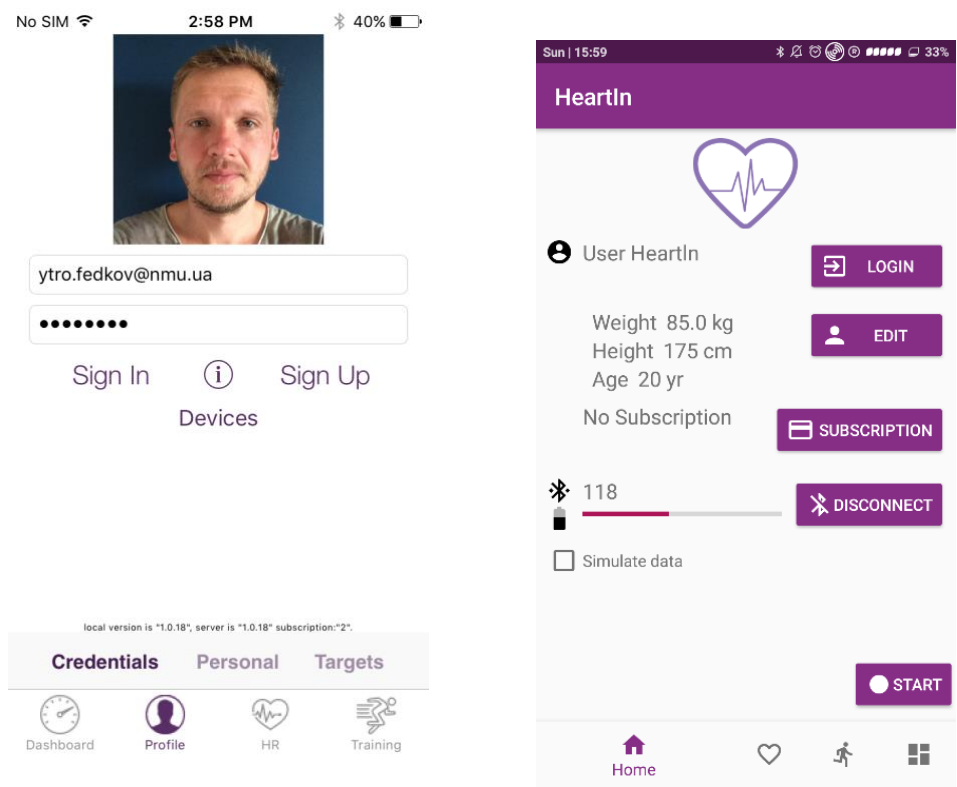 No SIM 2:58 PM 40%
ytro.fedkov@nmu.ua
●●●●●●●●
Sign In i Sign Up
Devices
local version is "1.0.18", server is "1.0.18" subscription:"2".
Credentials Personal Targets
Dashboard Profile HR Training
Sun | 15:59 33%
HeartIn
User HeartIn
LOGIN
Weight 85.0 kg
Height 175 cm
Age 20 yr
EDIT
No Subscription
SUBSCRIPTION
118
DISCONNECT
Simulate data
START
Home